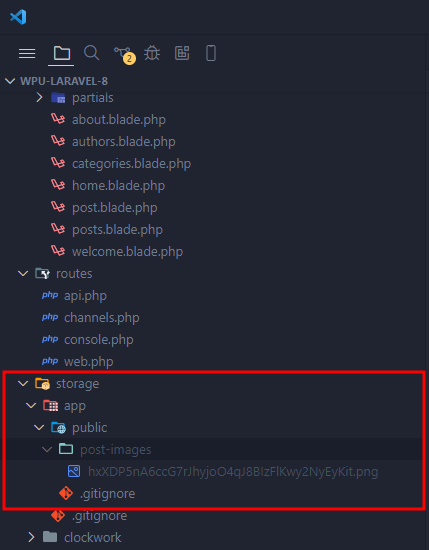 2
WPU-LARAVEL-8
partials
about.blade.php
authors.blade.php
categories.blade.php
home.blade.php
post.blade.php
posts.blade.php
welcome.blade.php
routes
php api.php
php channels.php
php console.php
php web.php
storage
app
public
post-images
hxXDP5nA6ccG7rJhyjoO4qJ8BIzFlKwy2NyEyKit.png
.gitignore
.gitignore
clockwork